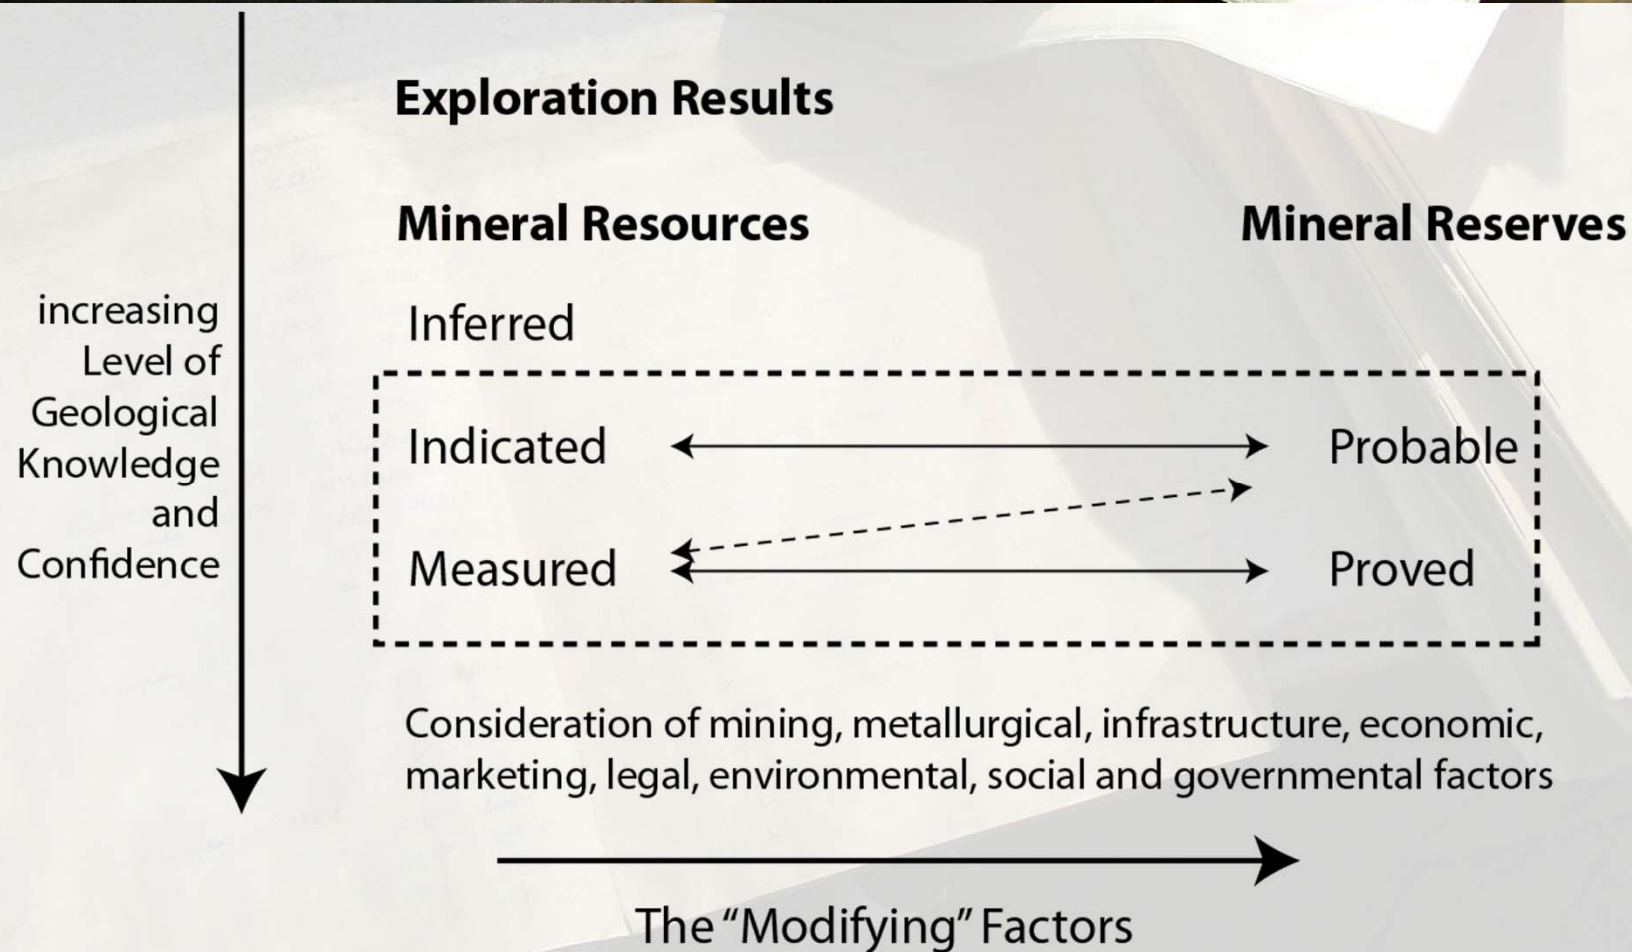 Exploration Results
Mineral Resources
Mineral Reserves
increasing
Level of
Geological
Knowledge
and
Confidence
Inferred
Indicated
Probable
Measured
Proved
Consideration of mining, metallurgical, infrastructure, economic,
marketing, legal, environmental, social and governmental factors
The “Modifying” Factors